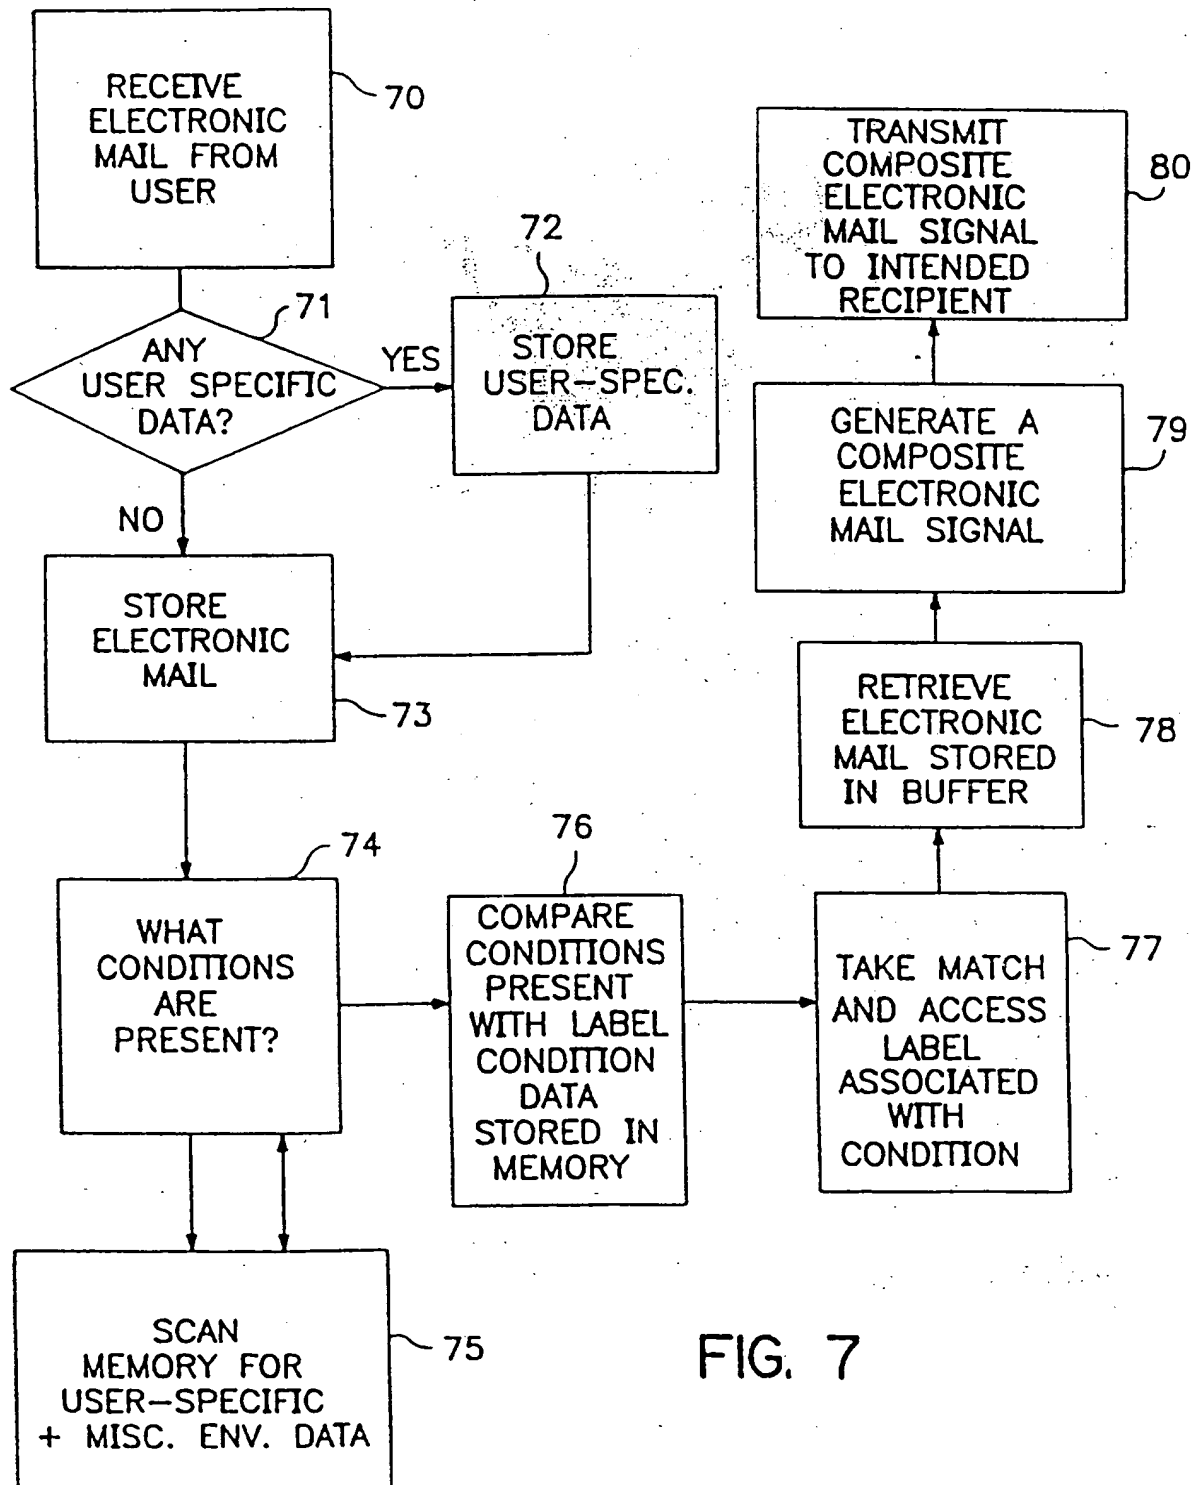 RECEIVE
ELECTRONIC
MAIL FROM
USER
70
ANY
USER SPECIFIC
DATA?
71
YES
NO
72
STORE
USER-SPEC.
DATA
STORE
ELECTRONIC
MAIL
73
WHAT
CONDITIONS
ARE
PRESENT?
74
SCAN
MEMORY FOR
USER-SPECIFIC
+ MISC. ENV. DATA
75
76
COMPARE
CONDITIONS
PRESENT
WITH LABEL
CONDITION
DATA
STORED IN
MEMORY
TAKE MATCH
AND ACCESS
LABEL
ASSOCIATED
WITH
CONDITION
77
RETRIEVE
ELECTRONIC
MAIL STORED
IN BUFFER
78
GENERATE A
COMPOSITE
ELECTRONIC
MAIL SIGNAL
79
TRANSMIT
COMPOSITE
ELECTRONIC
MAIL SIGNAL
TO INTENDED
RECIPIENT
80
FIG. 7